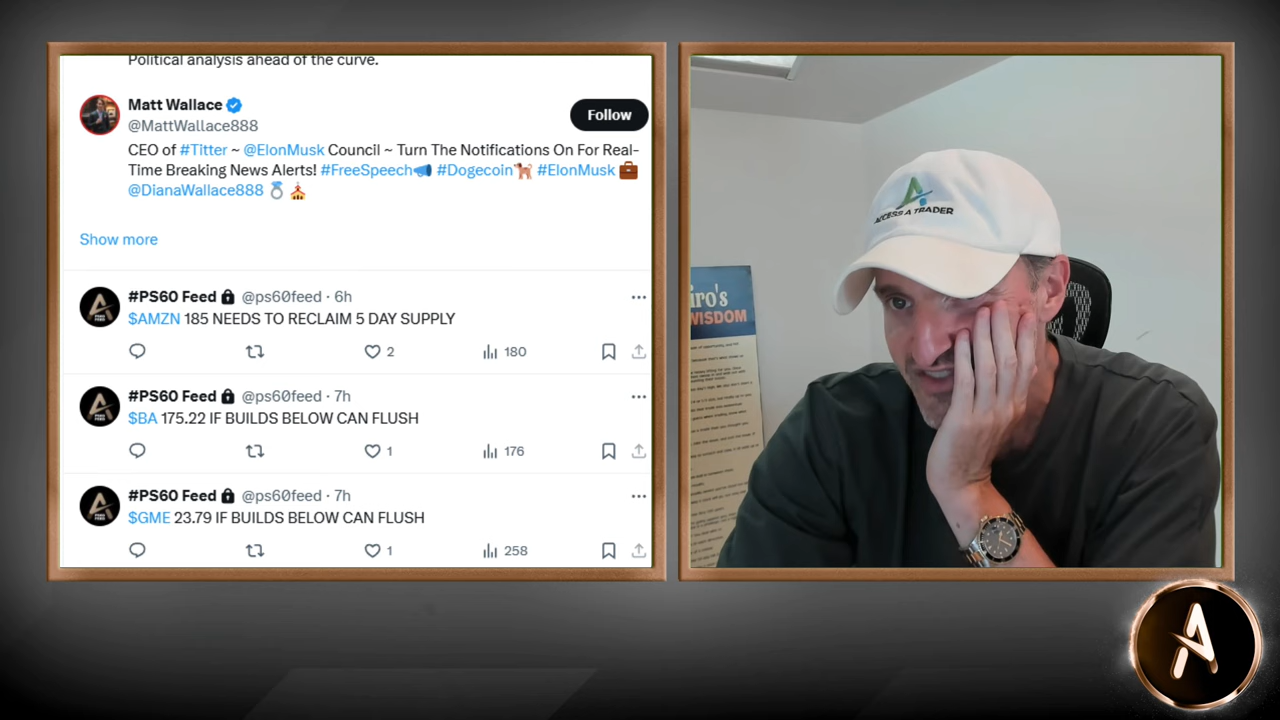 Political analysis ahead of the curve.
Matt Wallace
@MattWallace888
Follow
CEO of #Titter ~ @ElonMusk Council ~ Turn The Notifications On For Real-
Time Breaking News Alerts! #FreeSpeech #Dogecoin #ElonMusk
@DianaWallace888
Show more
#PS60 Feed @ps60feed · 6h
$AMZN 185 NEEDS TO RECLAIM 5 DAY SUPPLY
2 180
#PS60 Feed @ps60feed · 7h
$BA 175.22 IF BUILDS BELOW CAN FLUSH
1 176
#PS60 Feed @ps60feed · 7h
$GME 23.79 IF BUILDS BELOW CAN FLUSH
1 258
ACCESS A TRADER
iro's
WISDOM